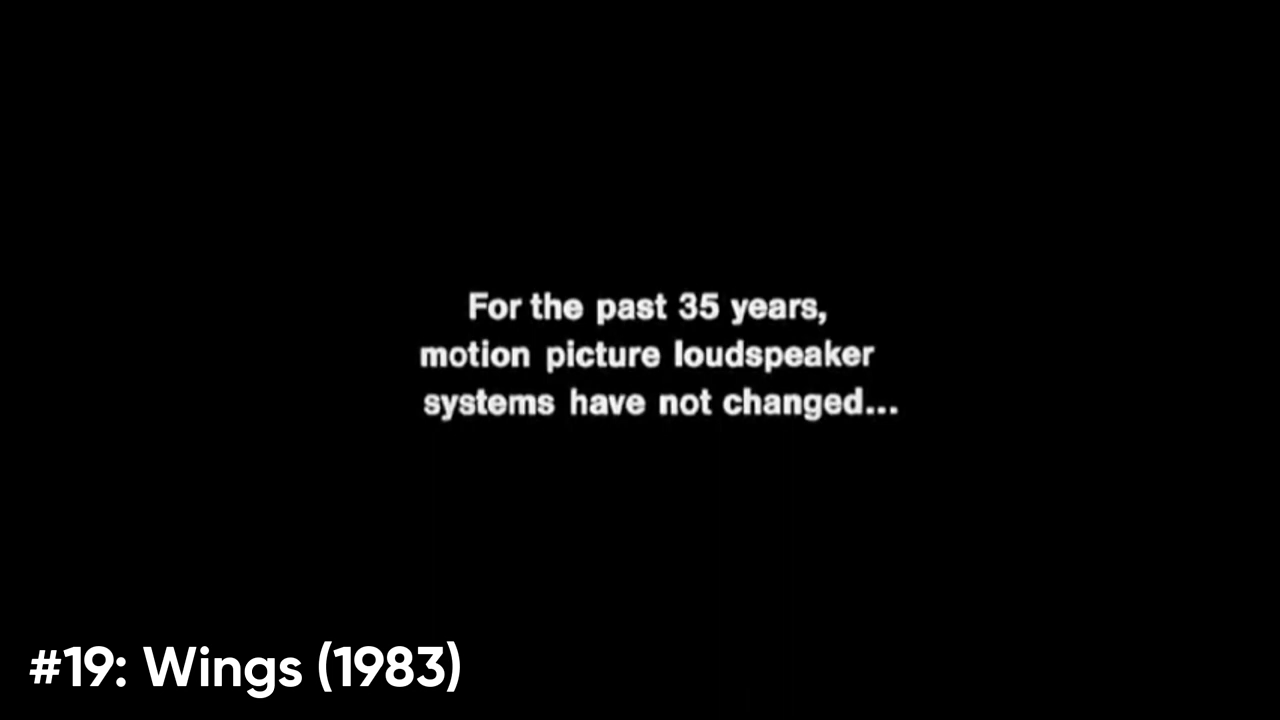 For the past 35 years,
motion picture loudspeaker
systems have not changed...
#19: Wings (1983)